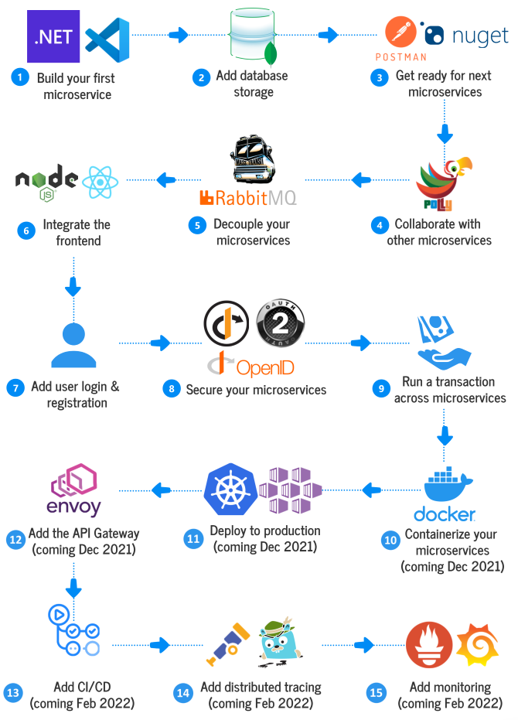 .NET
1 Build your first
microservice
2 Add database
storage
POSTMAN
nuget
3 Get ready for next
microservices
POLLY
4 Collaborate with
other microservices
MASS TRANSIT
RabbitMQ
5 Decouple your
microservices
node
JS
6 Integrate the
frontend
7 Add user login &
registration
OAUTH
2
OpenID
8 Secure your microservices
9 Run a transaction
across microservices
docker
10 Containerize your
microservices
(coming Dec 2021)
11 Deploy to production
(coming Dec 2021)
envoy
12 Add the API Gateway
(coming Dec 2021)
13 Add CI/CD
(coming Feb 2022)
14 Add distributed tracing
(coming Feb 2022)
15 Add monitoring
(coming Feb 2022)